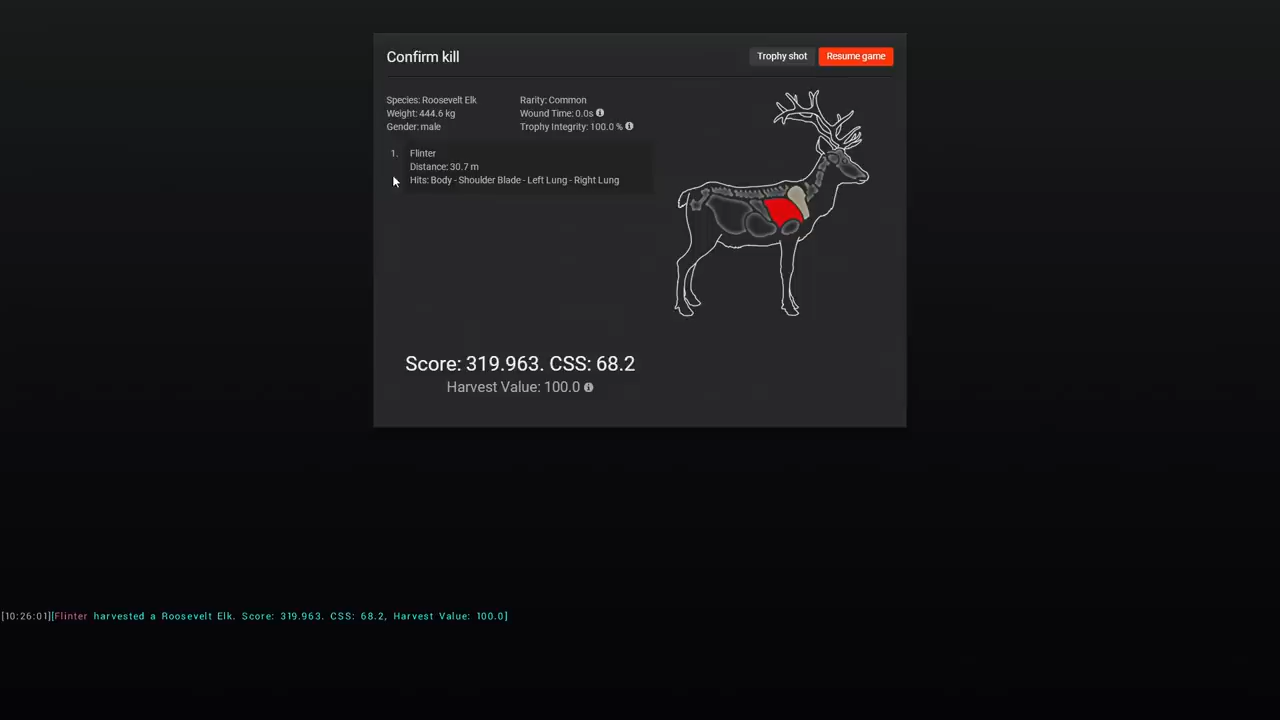 Confirm kill
Trophy shot
Resume game
Species: Roosevelt Elk
Weight: 444.6 kg
Gender: male
Rarity: Common
Wound Time: 0.0s
Trophy Integrity: 100.0 %
1. Flinter
Distance: 30.7 m
Hits: Body - Shoulder Blade - Left Lung - Right Lung
Score: 319.963. CSS: 68.2
Harvest Value: 100.0
[10:26:01][Flinter harvested a Roosevelt Elk. Score: 319.963. CSS: 68.2, Harvest Value: 100.0]